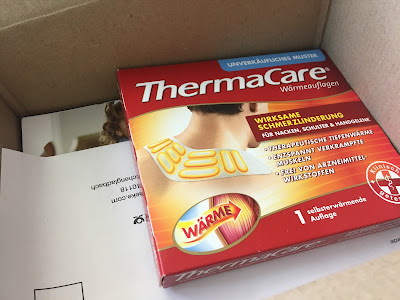 UNVERKÄUFLICHES MUSTER
THERMACARE®
Wärmeauflagen
WIRKSAME
SCHMERZLINDERUNG
FÜR NACKEN, SCHULTER & HANDGELENK
• THERAPEUTISCHE TIEFENWÄRME
• ENTSPANNT VERKRAMPFTE
MUSKELN
• FREI VON ARZNEIMITTEL
WIRKSTOFFEN
WÄRME
1 selbsterwärmende
Auflage